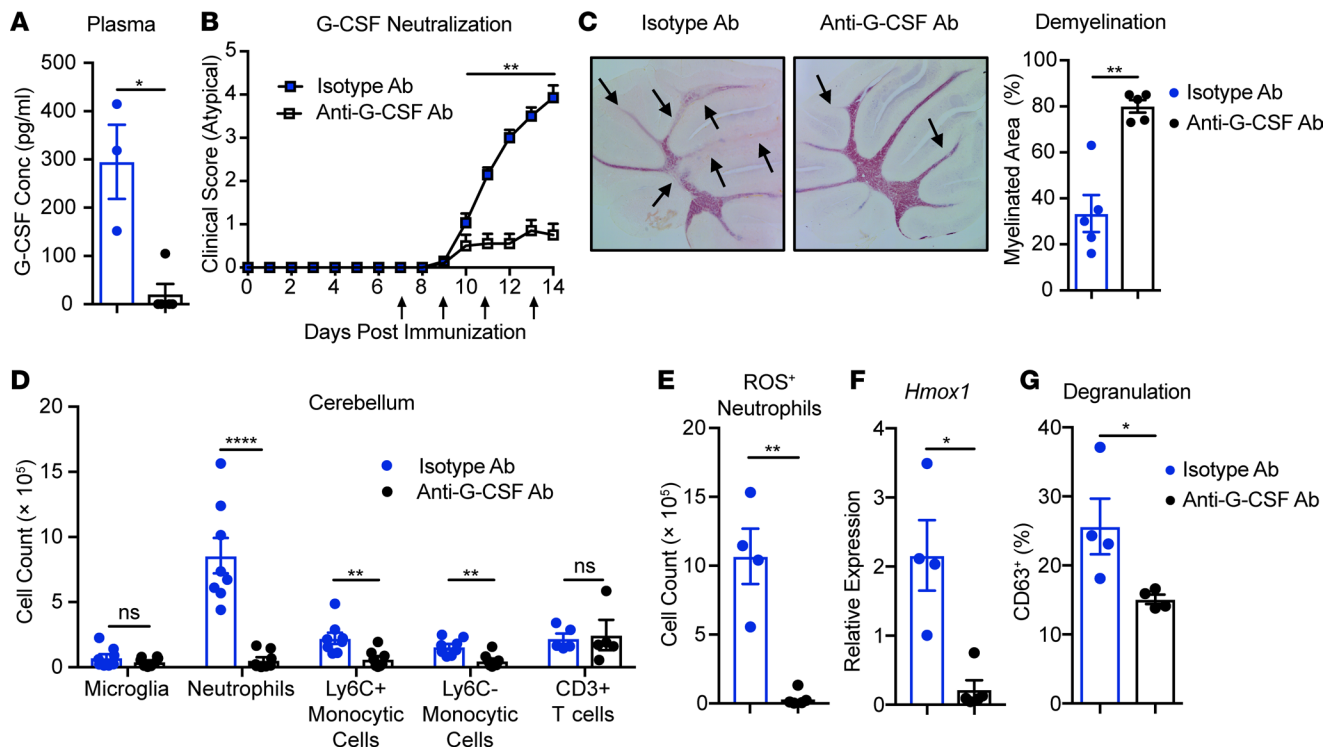 A
Plasma
G-CSF Conc (pg/ml)
500
400
300
200
100
0
*
B
G-CSF Neutralization
Clinical Score (Atypical)
5
4
3
2
1
0
Isotype Ab
Anti-G-CSF Ab
**
0 2 4 6 8 10 12 14
Days Post Immunization
C
Isotype Ab
Anti-G-CSF Ab
Demyelination
Myelinated Area (%)
100
80
60
40
20
0
**
Isotype Ab
Anti-G-CSF Ab
D
Cerebellum
Cell Count (× 10⁵)
20
15
10
5
0
ns
****
**
**
ns
Isotype Ab
Anti-G-CSF Ab
Microglia
Neutrophils
Ly6C+
Monocytic
Cells
Ly6C-
Monocytic
Cells
CD3+
T cells
E
ROS⁺
Neutrophils
Cell Count (× 10⁵)
20
15
10
5
0
**
F
Hmox1
Relative Expression
4
3
2
1
0
*
G
Degranulation
CD63⁺ (%)
40
30
20
10
0
*
Isotype Ab
Anti-G-CSF Ab